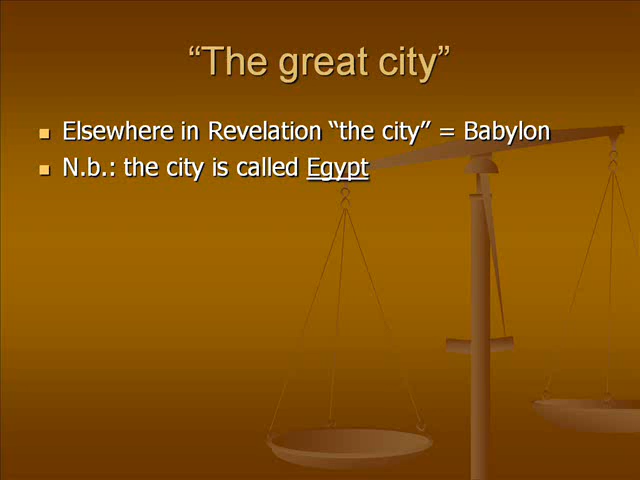 “The great city”
Elsewhere in Revelation “the city” = Babylon
N.b.: the city is called Egypt